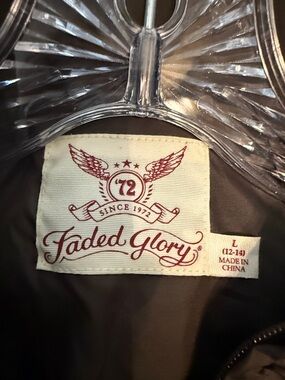 '72
SINCE 1972
Faded Glory®
L
(12-14)
MADE IN
CHINA